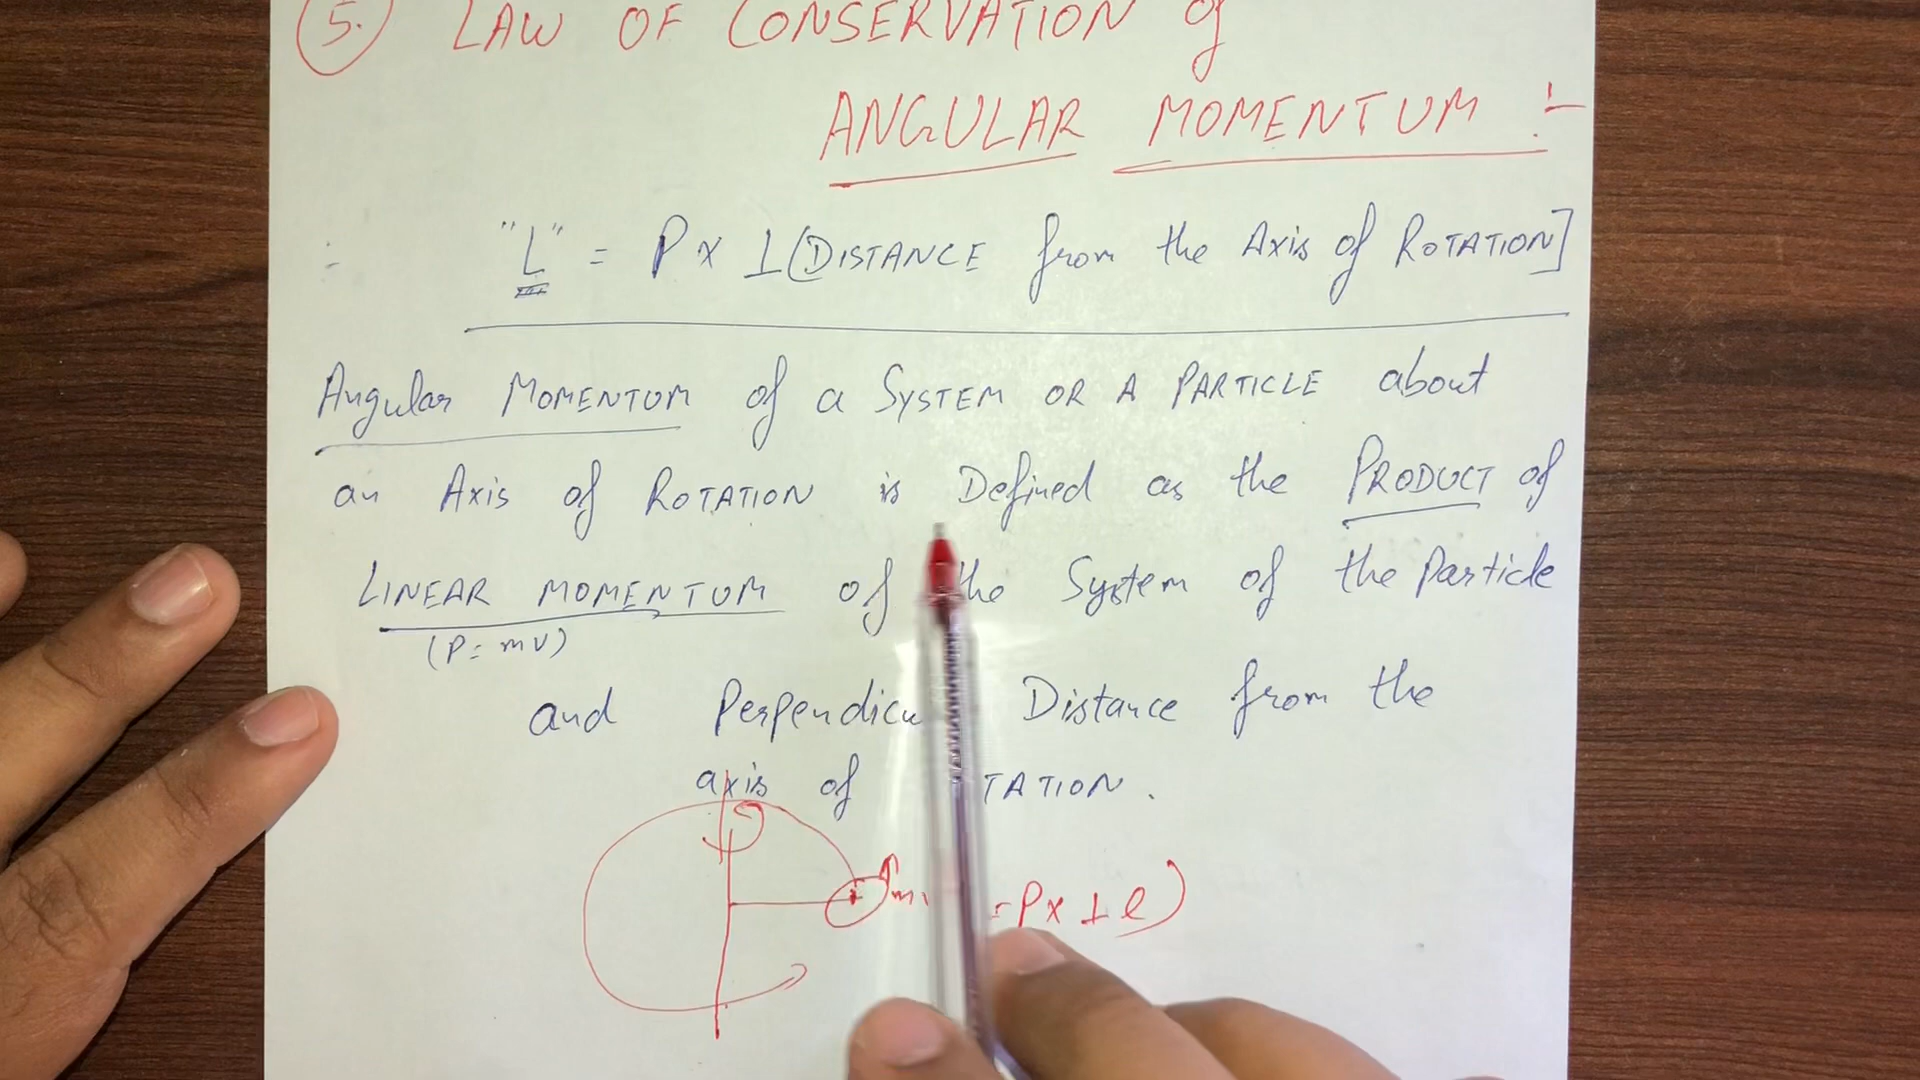 5. LAW OF CONSERVATION of
ANGULAR MOMENTUM :-
"L" = P x ⊥ (DISTANCE from the Axis of ROTATION]
Angular MOMENTUM of a SYSTEM OR A PARTICLE about
an Axis of ROTATION is Defined as the PRODUCT of
LINEAR MOMENTUM of the System of the Particle
(P = mv)
and Distance from the
axis of
= P x ⊥ l)